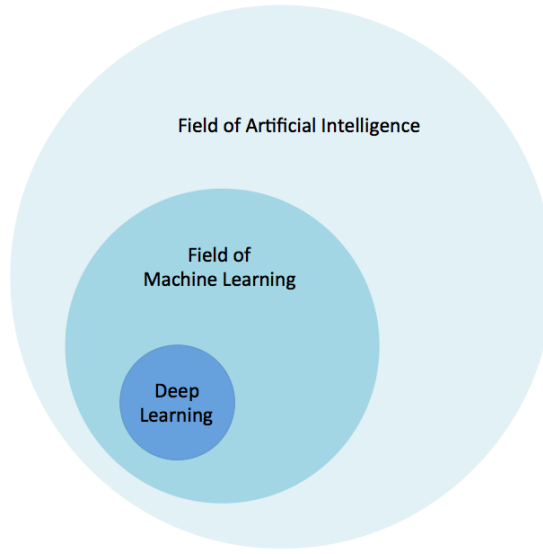 Field of Artificial Intelligence
Field of
Machine Learning
Deep
Learning